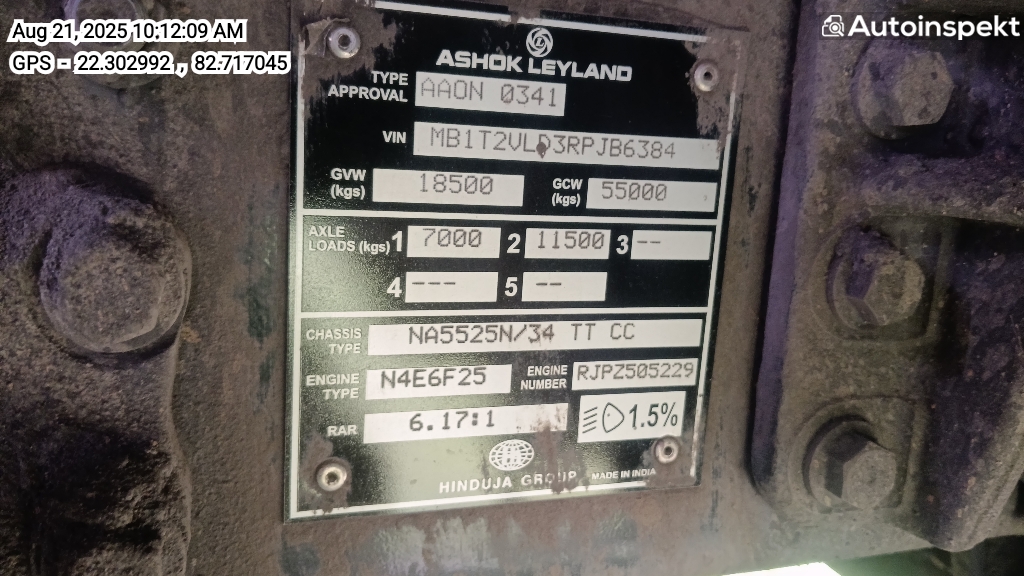 Aug 21, 2025 10:12:09 AM
GPS - 22.302992 , 82.717045
Autoinspekt
ASHOK LEYLAND
TYPE APPROVAL AAON 0341
VIN MB1T2VLD3RPJB6384
GVW (kgs) 18500 GCW (kgs) 55000
AXLE LOADS (kgs) 1 7000 2 11500 3 --
4 --- 5 --
CHASSIS TYPE NA5525N/34 TT CC
ENGINE TYPE N4E6F25 ENGINE NUMBER RJPZ505229
RAR 6.17:1 1.5%
HINDUJA GROUP MADE IN INDIA